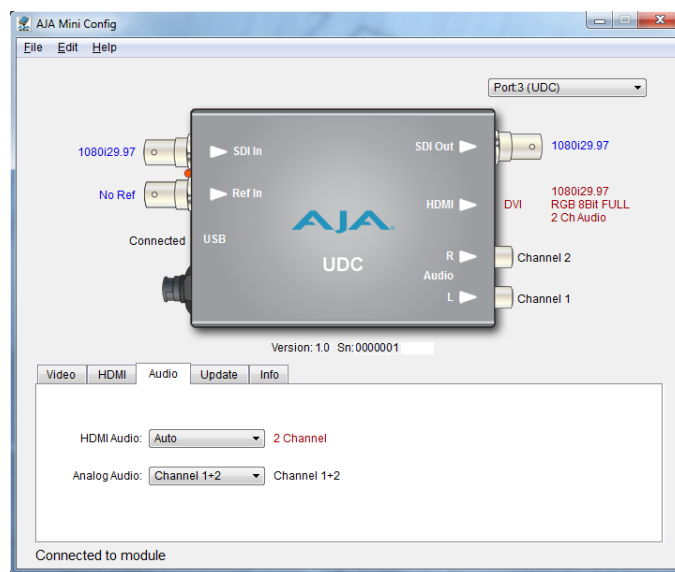 AJA Mini Config
File Edit Help
Port:3 (UDC)
1080i29.97 SDI In SDI Out 1080i29.97
No Ref Ref In HDMI DVI 1080i29.97
RGB 8Bit FULL
2 Ch Audio
Connected USB AJA
UDC
R Channel 2
Audio
L Channel 1
Version: 1.0 Sn:0000001
Video HDMI Audio Update Info
HDMI Audio: Auto 2 Channel
Analog Audio: Channel 1+2 Channel 1+2
Connected to module